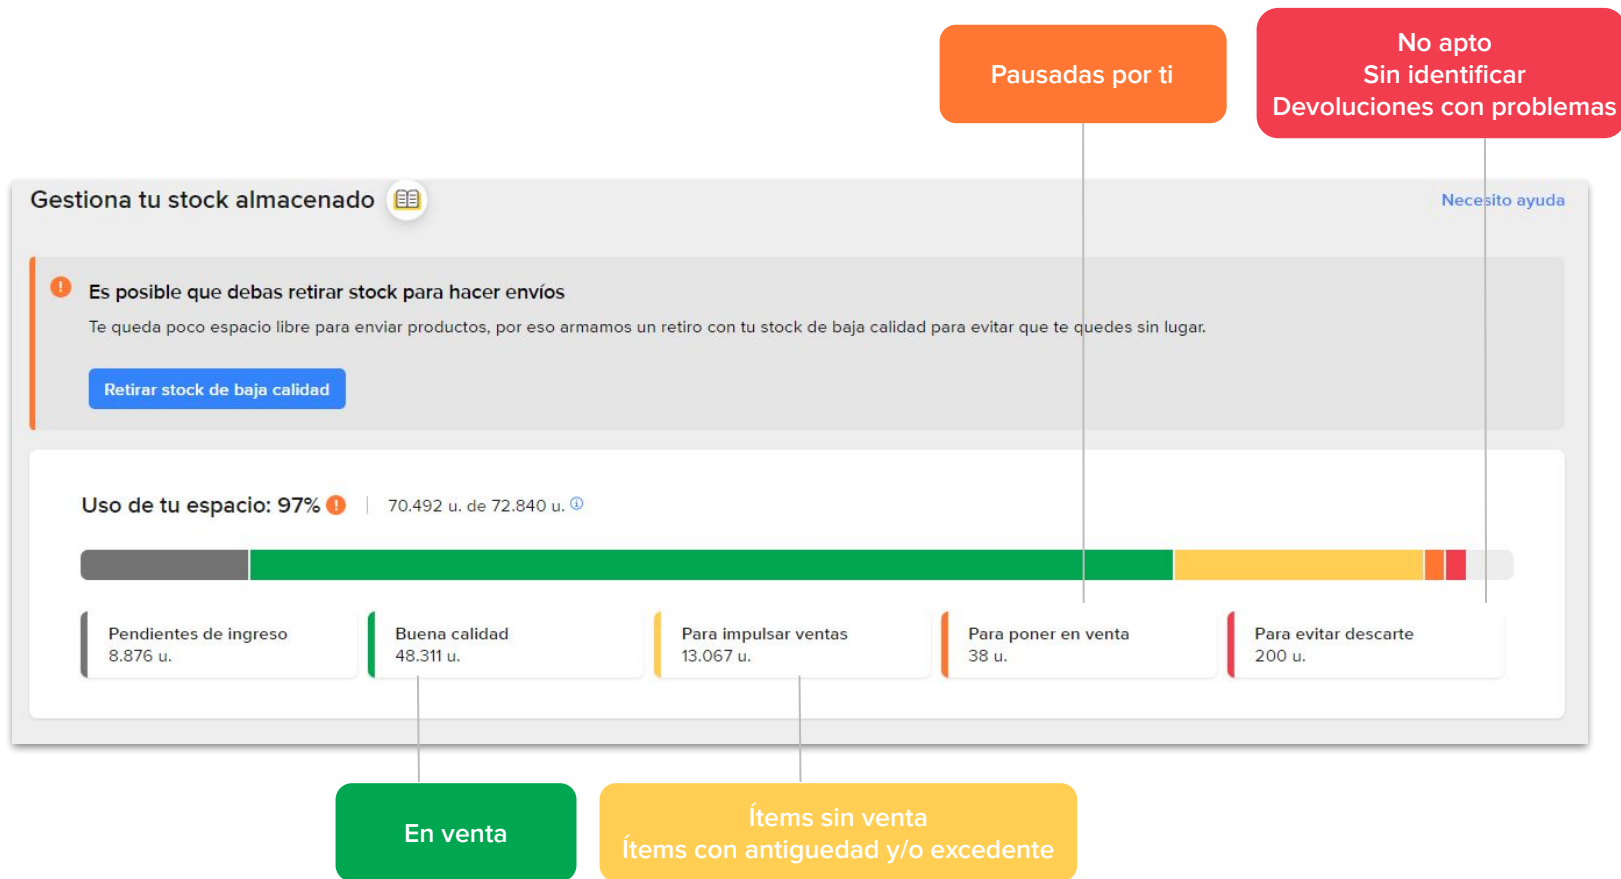 Pausadas por ti
No apto
Sin identificar
Devoluciones con problemas
Gestiona tu stock almacenado
Necesito ayuda
Es posible que debas retirar stock para hacer envíos
Te queda poco espacio libre para enviar productos, por eso armamos un retiro con tu stock de baja calidad para evitar que te quedes sin lugar.
Retirar stock de baja calidad
Uso de tu espacio: 97%
70.492 u. de 72.840 u.
Pendientes de ingreso
8.876 u.
Buena calidad
48.311 u.
Para impulsar ventas
13.067 u.
Para poner en venta
38 u.
Para evitar descarte
200 u.
En venta
Ítems sin venta
Ítems con antiguedad y/o excedente